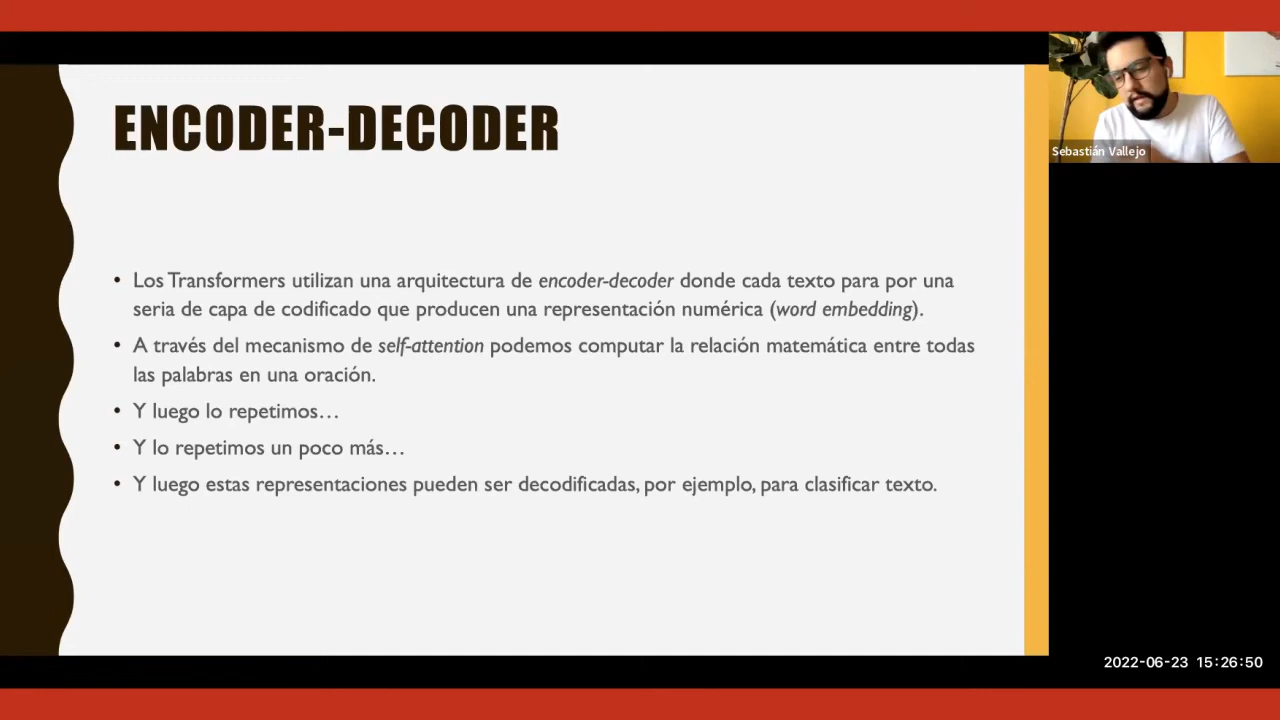 ENCODER-DECODER
• Los Transformers utilizan una arquitectura de encoder-decoder donde cada texto para por una
seria de capa de codificado que producen una representación numérica (word embedding).
• A través del mecanismo de self-attention podemos computar la relación matemática entre todas
las palabras en una oración.
• Y luego lo repetimos…
• Y lo repetimos un poco más…
• Y luego estas representaciones pueden ser decodificadas, por ejemplo, para clasificar texto.
Sebastián Vallejo
2022-06-23 15:26:50